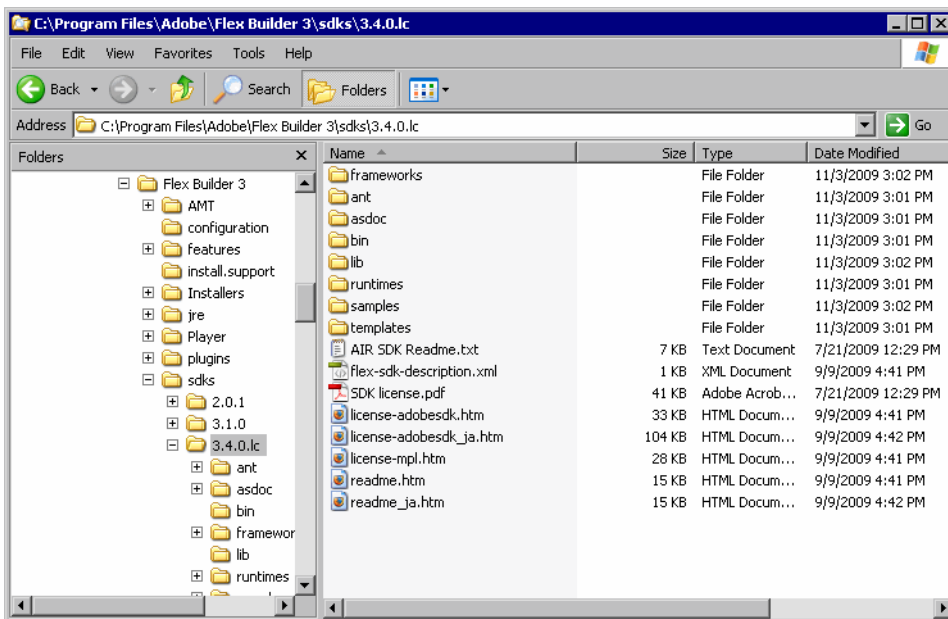 C:\Program Files\Adobe\Flex Builder 3\sdks\3.4.0.lc
File Edit View Favorites Tools Help
Back Search Folders
Address C:\Program Files\Adobe\Flex Builder 3\sdks\3.4.0.lc Go
Folders x Name Size Type Date Modified
Flex Builder 3
AMT
configuration
features
install.support
Installers
jre
Player
plugins
sdks
2.0.1
3.1.0
3.4.0.lc
ant
asdoc
bin
framewor
lib
runtimes
frameworks File Folder 11/3/2009 3:02 PM
ant File Folder 11/3/2009 3:01 PM
asdoc File Folder 11/3/2009 3:01 PM
bin File Folder 11/3/2009 3:01 PM
lib File Folder 11/3/2009 3:02 PM
runtimes File Folder 11/3/2009 3:01 PM
samples File Folder 11/3/2009 3:02 PM
templates File Folder 11/3/2009 3:01 PM
AIR SDK Readme.txt 7 KB Text Document 7/21/2009 12:29 PM
flex-sdk-description.xml 1 KB XML Document 9/9/2009 4:41 PM
SDK license.pdf 41 KB Adobe Acrob... 7/21/2009 12:29 PM
license-adobesdk.htm 33 KB HTML Docum... 9/9/2009 4:41 PM
license-adobesdk_ja.htm 104 KB HTML Docum... 9/9/2009 4:42 PM
license-mpl.htm 28 KB HTML Docum... 9/9/2009 4:41 PM
readme.htm 15 KB HTML Docum... 9/9/2009 4:41 PM
readme_ja.htm 15 KB HTML Docum... 9/9/2009 4:42 PM